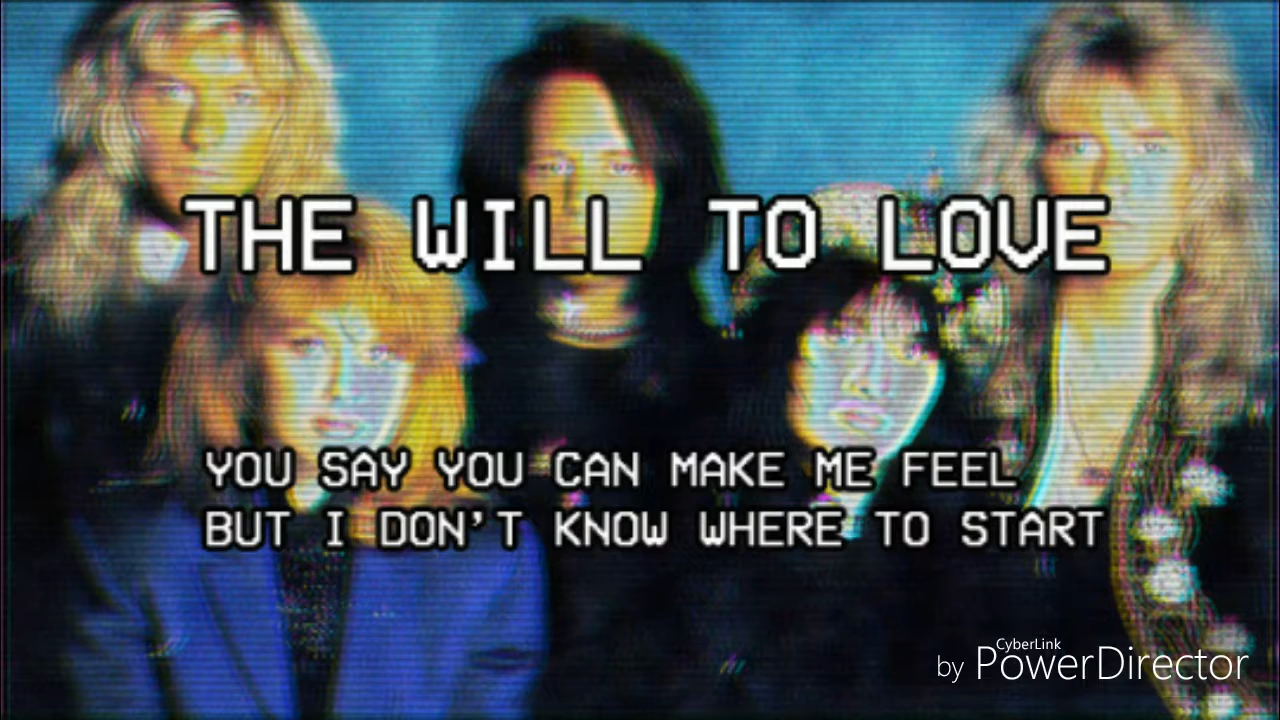 THE WILL TO LOVE
YOU SAY YOU CAN MAKE ME FEEL
BUT I DON'T KNOW WHERE TO START
by CyberLink PowerDirector